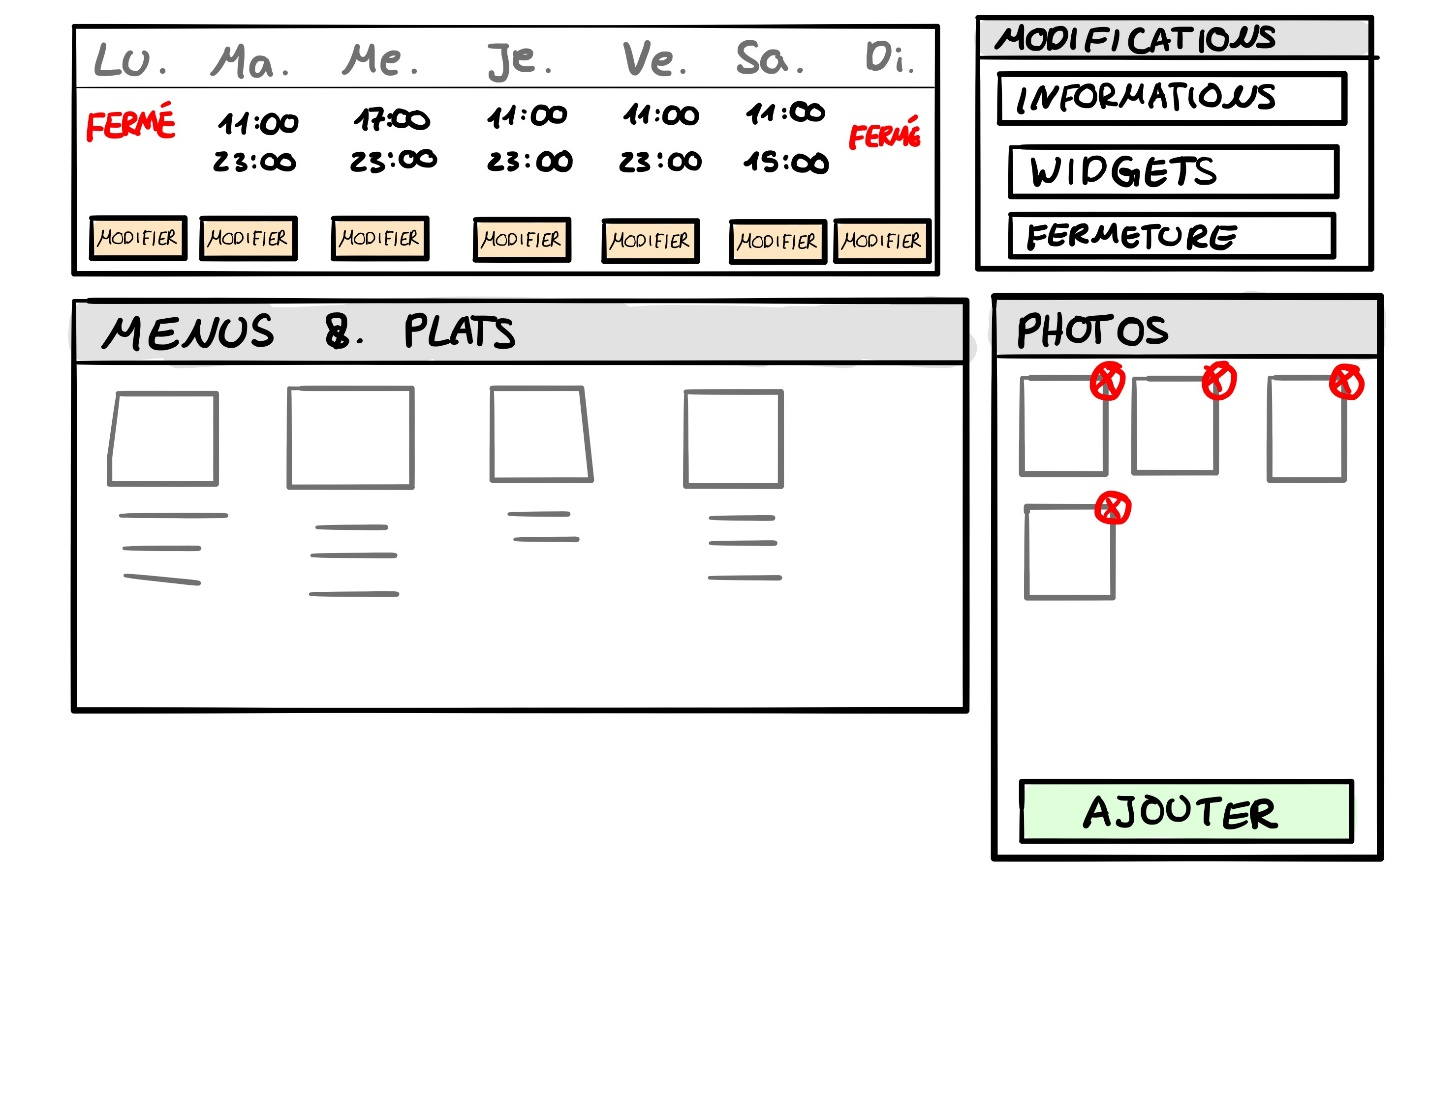 Lu. Ma. Me. Je. Ve. Sa. Di.
FERMÉ 11:00 17:00 11:00 11:00 11:00 FERMÉ
23:00 23:00 23:00 23:00 15:00
MODIFIER MODIFIER MODIFIER MODIFIER MODIFIER MODIFIER MODIFIER
MODIFICATIONS
INFORMATIONS
WIDGETS
FERMETURE
MENUS &. PLATS
PHOTOS
X X X
X
AJOUTER